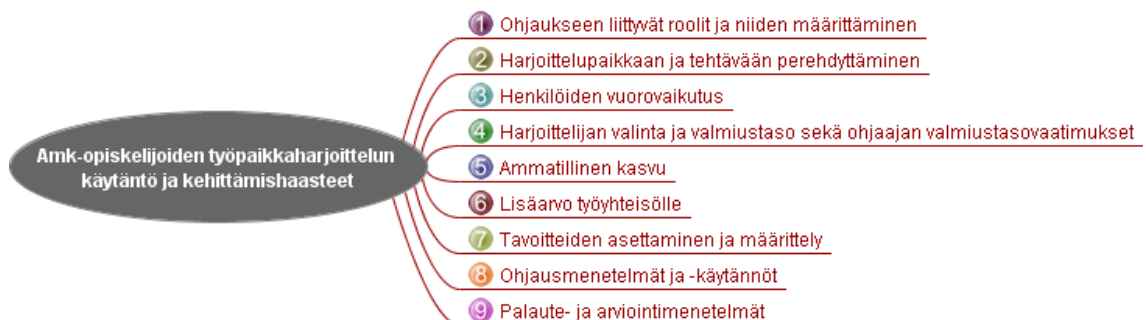 Amk-opiskelijoiden työpaikkaharjoittelun
käytäntö ja kehittämishaasteet
1 Ohjaukseen liittyvät roolit ja niiden määrittäminen
2 Harjoittelupaikkaan ja tehtävään perehdyttäminen
3 Henkilöiden vuorovaikutus
4 Harjoittelijan valinta ja valmiustaso sekä ohjaajan valmiustasovaatimukset
5 Ammatillinen kasvu
6 Lisäarvo työyhteisölle
7 Tavoitteiden asettaminen ja määrittely
8 Ohjausmenetelmät ja -käytännöt
9 Palaute- ja arviointimenetelmät